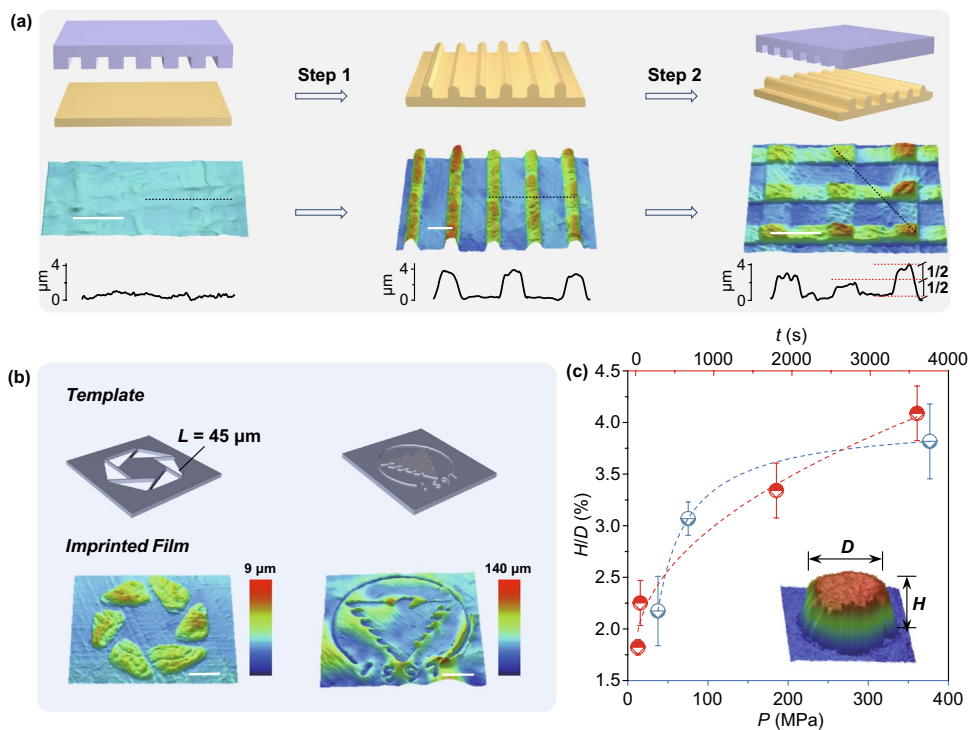 (a)
Step 1
Step 2
µm
4
0
µm
4
0
µm
4
0
1/2
1/2
(b)
Template
L = 45 µm
Imprinted Film
9 µm
0
140 µm
0
(c)
t (s)
0 1000 2000 3000 4000
4.5
4.0
3.5
3.0
2.5
2.0
1.5
H/D (%)
D
H
0 100 200 300 400
P (MPa)